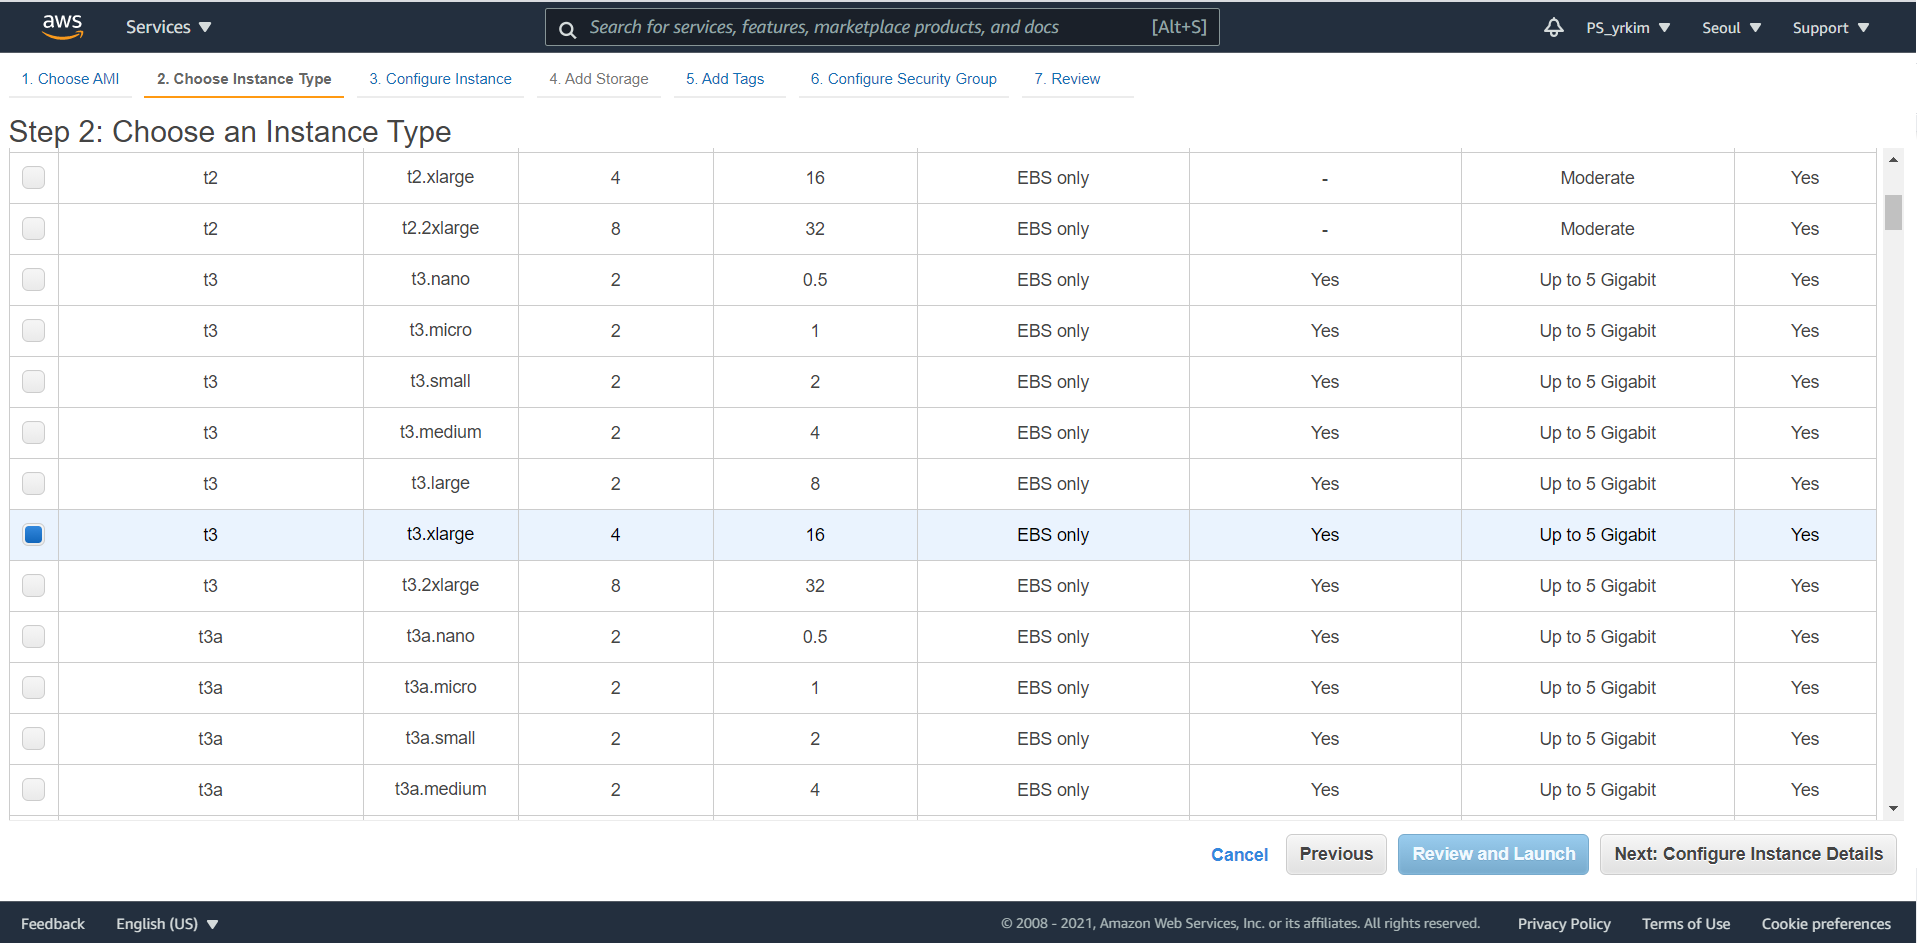 aws Services Search for services, features, marketplace products, and docs [Alt+S] PS_yrkim Seoul Support
1. Choose AMI 2. Choose Instance Type 3. Configure Instance 4. Add Storage 5. Add Tags 6. Configure Security Group 7. Review
Step 2: Choose an Instance Type
t2 t2.xlarge 4 16 EBS only - Moderate Yes
t2 t2.2xlarge 8 32 EBS only - Moderate Yes
t3 t3.nano 2 0.5 EBS only Yes Up to 5 Gigabit Yes
t3 t3.micro 2 1 EBS only Yes Up to 5 Gigabit Yes
t3 t3.small 2 2 EBS only Yes Up to 5 Gigabit Yes
t3 t3.medium 2 4 EBS only Yes Up to 5 Gigabit Yes
t3 t3.large 2 8 EBS only Yes Up to 5 Gigabit Yes
t3 t3.xlarge 4 16 EBS only Yes Up to 5 Gigabit Yes
t3 t3.2xlarge 8 32 EBS only Yes Up to 5 Gigabit Yes
t3a t3a.nano 2 0.5 EBS only Yes Up to 5 Gigabit Yes
t3a t3a.micro 2 1 EBS only Yes Up to 5 Gigabit Yes
t3a t3a.small 2 2 EBS only Yes Up to 5 Gigabit Yes
t3a t3a.medium 2 4 EBS only Yes Up to 5 Gigabit Yes
Cancel Previous Review and Launch Next: Configure Instance Details
Feedback English (US) © 2008 - 2021, Amazon Web Services, Inc. or its affiliates. All rights reserved. Privacy Policy Terms of Use Cookie preferences